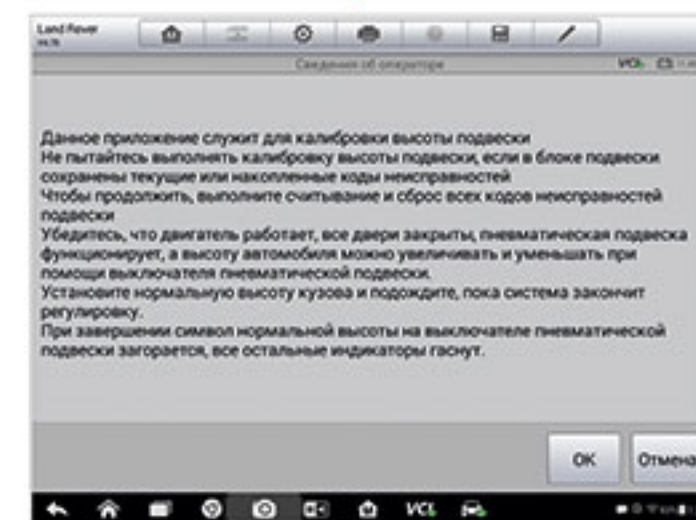 Land Rover
Сведения об операторе
VCI
Данное приложение служит для калибровки высоты подвески
Не пытайтесь выполнять калибровку высоты подвески, если в блоке подвески
сохранены текущие или накопленные коды неисправностей
Чтобы продолжить, выполните считывание и сброс всех кодов неисправностей
подвески
Убедитесь, что двигатель работает, все двери закрыты, пневматическая подвеска
функционирует, а высоту автомобиля можно увеличивать и уменьшать при
помощи выключателя пневматической подвески.
Установите нормальную высоту кузова и подождите, пока система закончит
регулировку.
При завершении символ нормальной высоты на выключателе пневматической
подвески загорается, все остальные индикаторы гаснут.
OK
Отмена
VCI